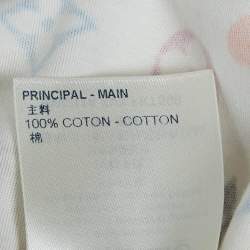 PRINCIPAL - MAIN
主料
100% COTON - COTTON
棉